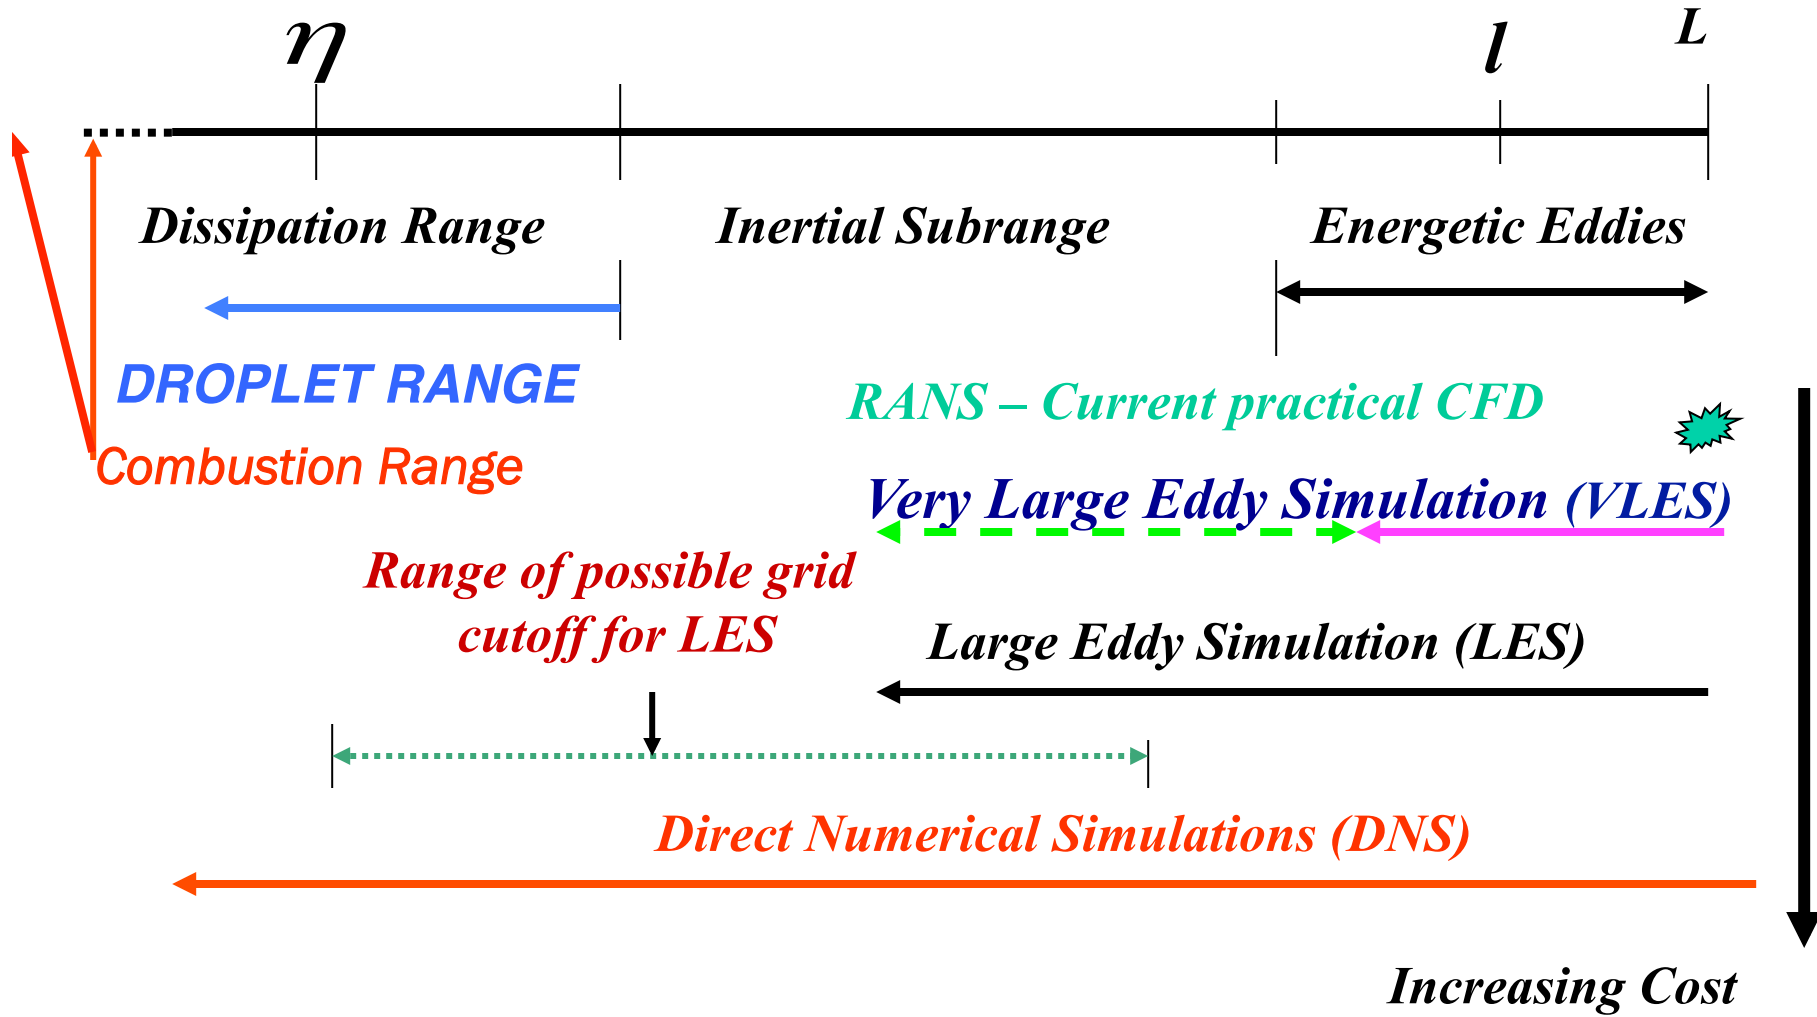 η
l
L
Dissipation Range
Inertial Subrange
Energetic Eddies
DROPLET RANGE
RANS – Current practical CFD
Combustion Range
Very Large Eddy Simulation (VLES)
Range of possible grid
cutoff for LES
Large Eddy Simulation (LES)
Direct Numerical Simulations (DNS)
Increasing Cost